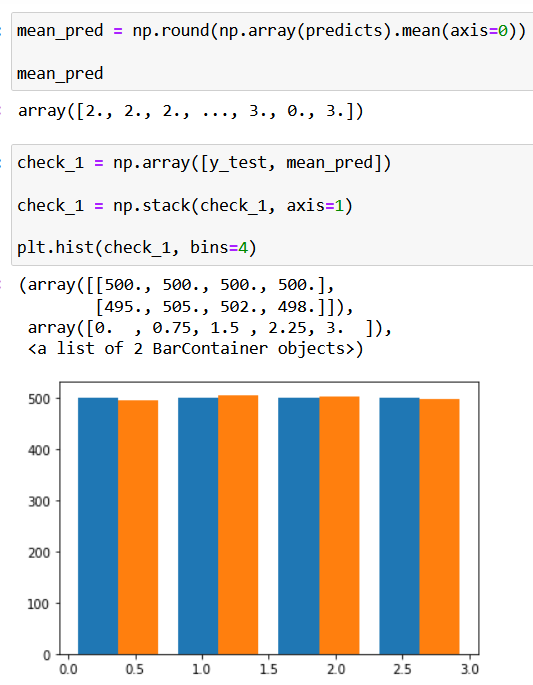 mean_pred = np.round(np.array(predicts).mean(axis=0))
mean_pred
array([2., 2., 2., ..., 3., 0., 3.])
check_1 = np.array([y_test, mean_pred])
check_1 = np.stack(check_1, axis=1)
plt.hist(check_1, bins=4)
(array([[500., 500., 500., 500.],
[495., 505., 502., 498.]]),
array([0.  , 0.75, 1.5 , 2.25, 3.  ]),
<a list of 2 BarContainer objects>)
500
400
300
200
100
0
0.0 0.5 1.0 1.5 2.0 2.5 3.0